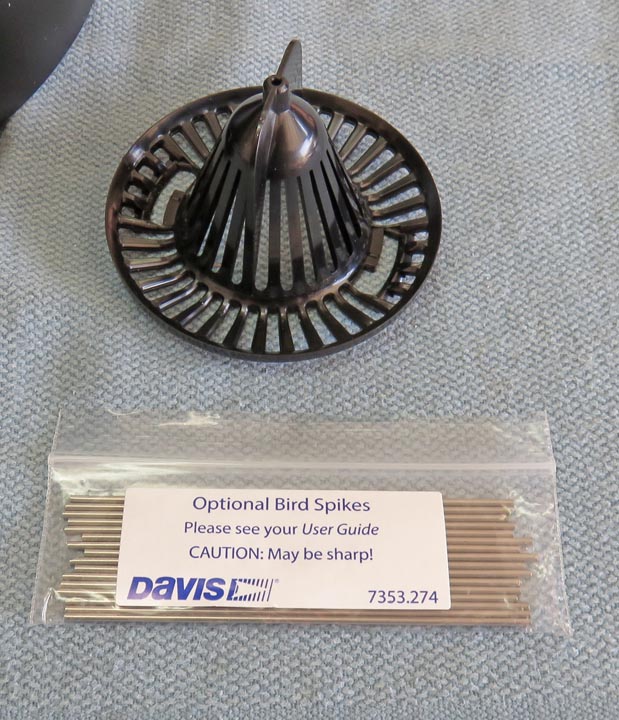 Optional Bird Spikes
Please see your User Guide
CAUTION: May be sharp!
DAVIS
7353.274